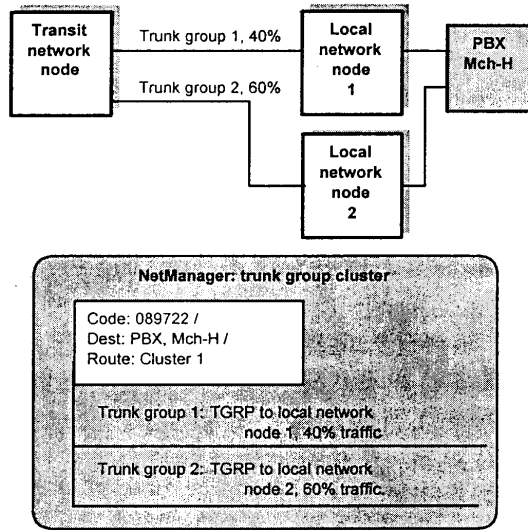 Transit
network
node
Trunk group 1, 40%
Trunk group 2, 60%
Local
network
node
1
PBX
Mch-H
Local
network
node
2
NetManager: trunk group cluster
Code: 089722 /
Dest: PBX, Mch-H /
Route: Cluster 1
Trunk group 1: TGRP to local network
node 1, 40% traffic
Trunk group 2: TGRP to local network
node 2, 60% traffic